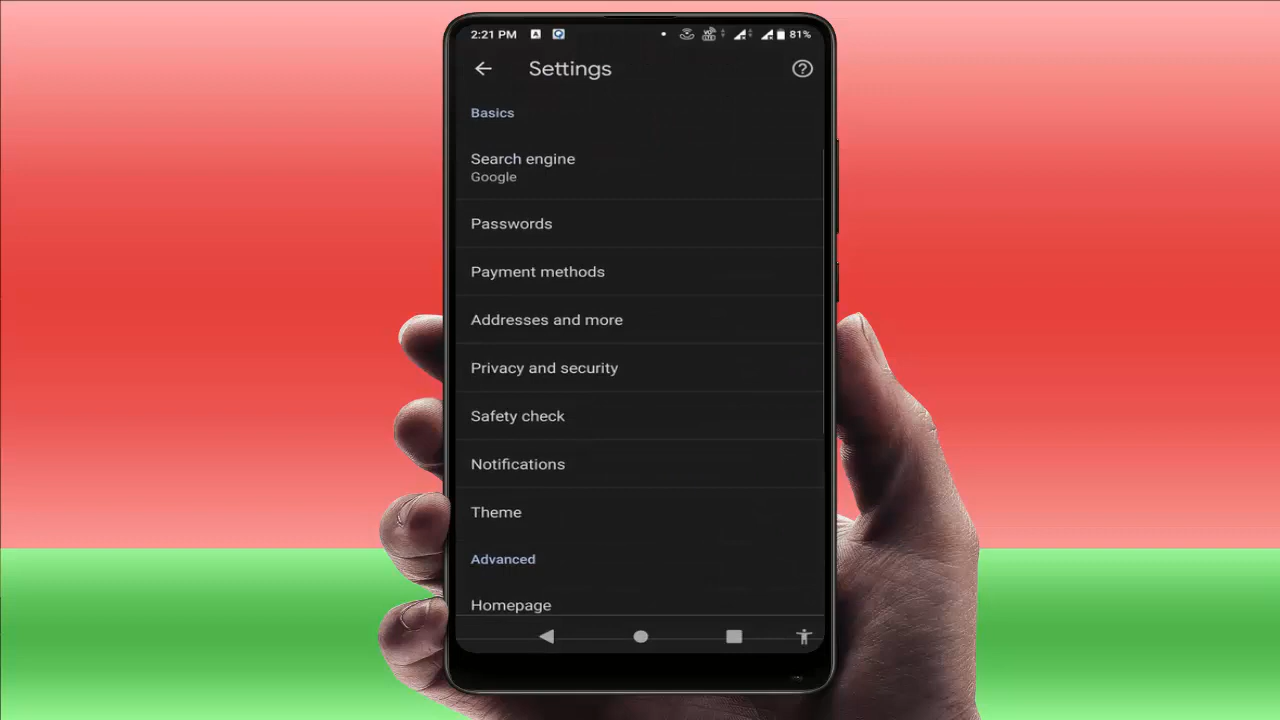 2:21 PM
81%
Settings
Basics
Search engine
Google
Passwords
Payment methods
Addresses and more
Privacy and security
Safety check
Notifications
Theme
Advanced
Homepage